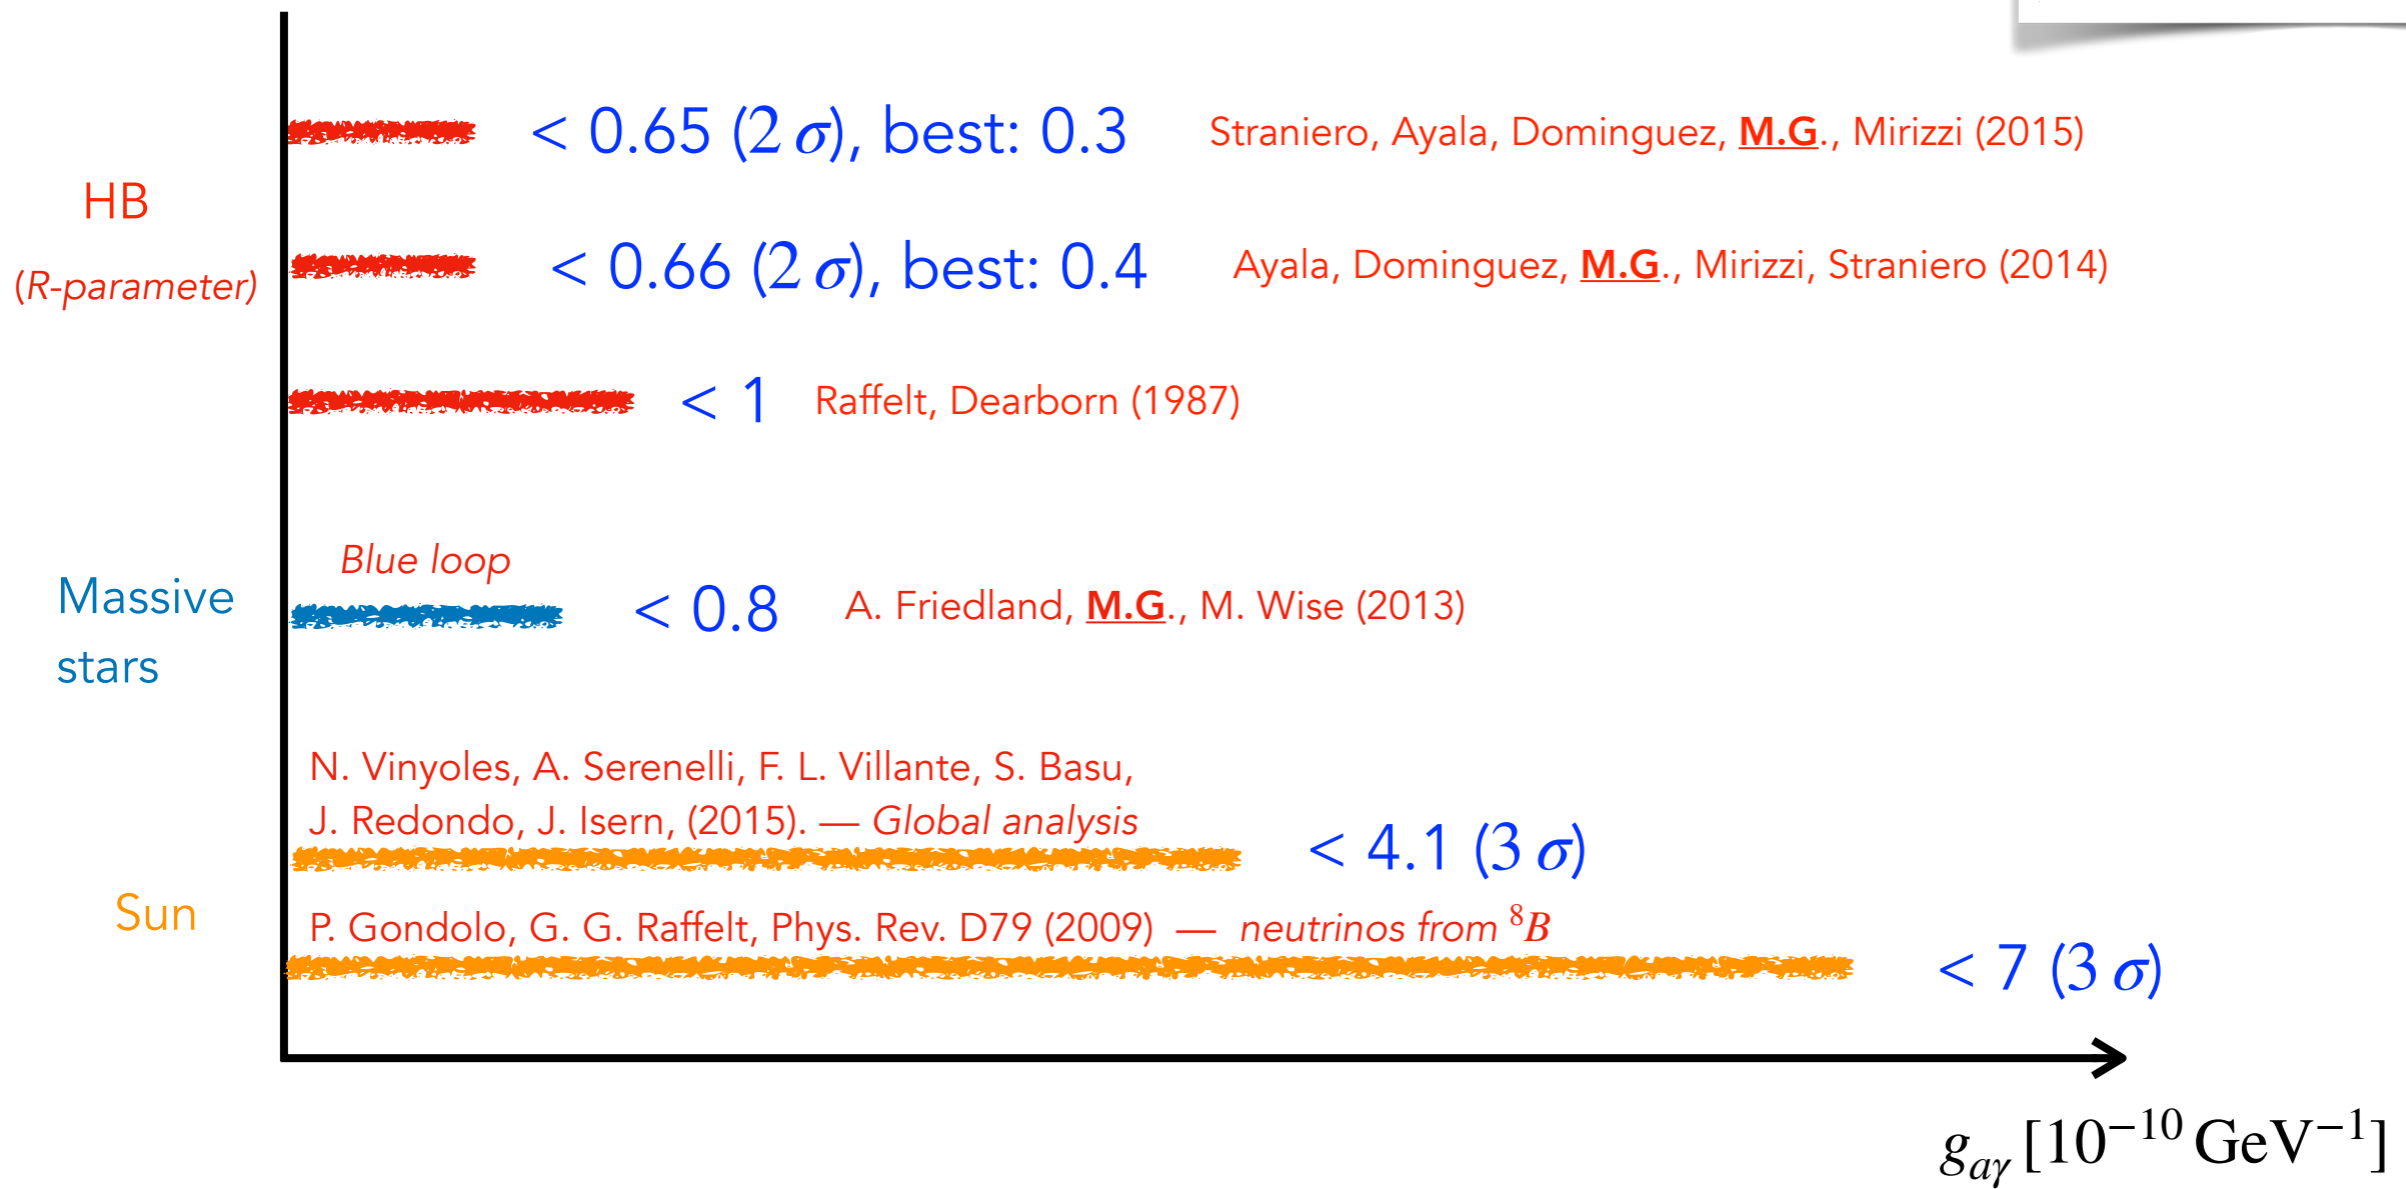 < 0.65 (2 σ), best: 0.3 Straniero, Ayala, Dominguez, M.G., Mirizzi (2015)
HB
(R-parameter)
< 0.66 (2 σ), best: 0.4 Ayala, Dominguez, M.G., Mirizzi, Straniero (2014)
< 1 Raffelt, Dearborn (1987)
Blue loop
Massive
stars
< 0.8 A. Friedland, M.G., M. Wise (2013)
N. Vinyoles, A. Serenelli, F. L. Villante, S. Basu,
J. Redondo, J. Isern, (2015). — Global analysis
< 4.1 (3 σ)
Sun
P. Gondolo, G. G. Raffelt, Phys. Rev. D79 (2009) — neutrinos from ⁸B
< 7 (3 σ)
gₐᵧ [10⁻¹⁰ GeV⁻¹]